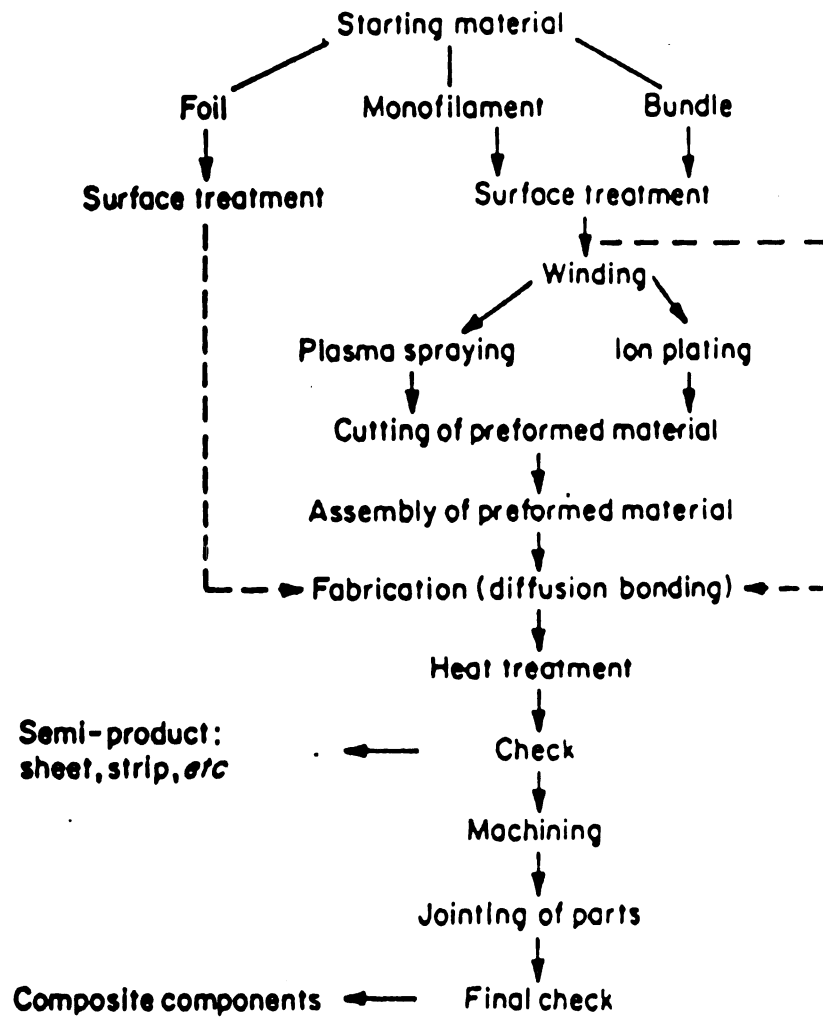 Starting material
Foil
Monofilament
Bundle
Surface treatment
Surface treatment
Winding
Plasma spraying
Ion plating
Cutting of preformed material
Assembly of preformed material
Fabrication (diffusion bonding)
Heat treatment
Semi-product:
sheet, strip, etc
Check
Machining
Jointing of parts
Composite components
Final check